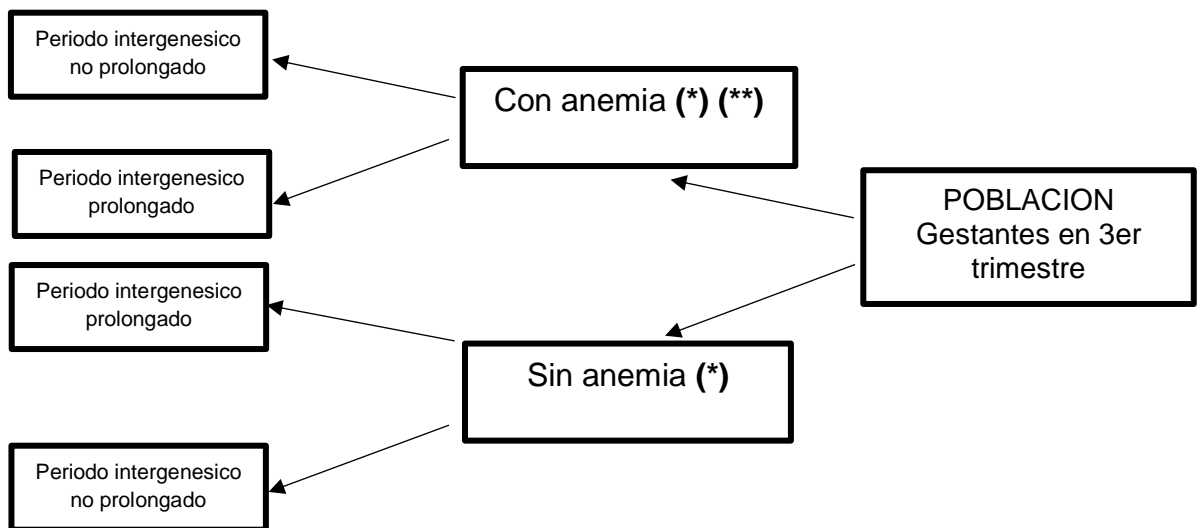 Periodo intergenesico
no prolongado
Con anemia (*) (**)
Periodo intergenesico
prolongado
POBLACION
Gestantes en 3er
trimestre
Periodo intergenesico
prolongado
Sin anemia (*)
Periodo intergenesico
no prolongado